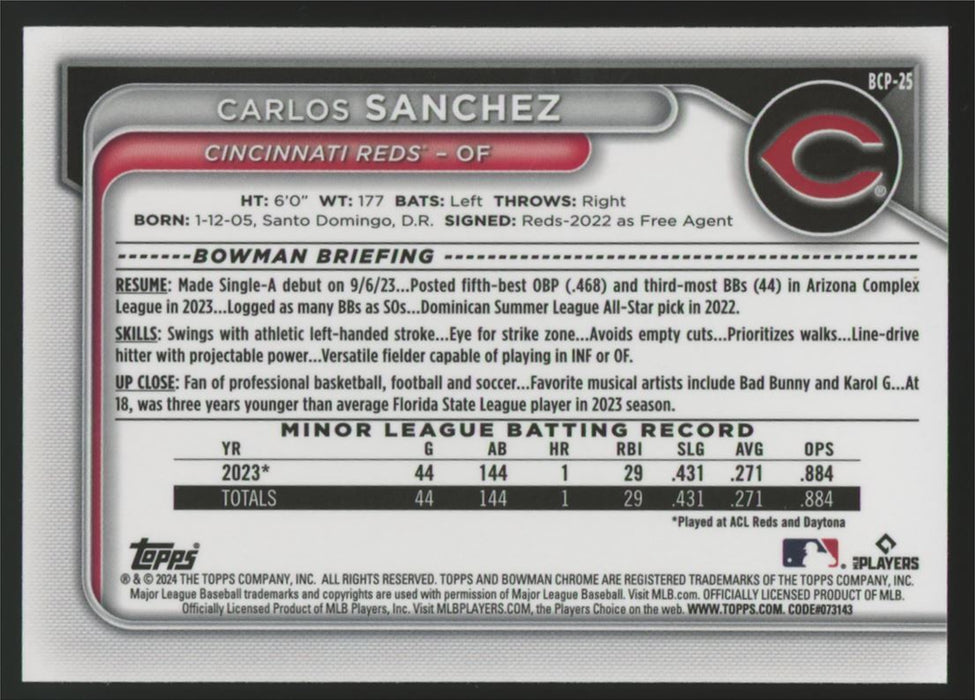 BCP-25
CARLOS SANCHEZ
CINCINNATI REDS™ – OF
C ®
HT: 6'0" WT: 177 BATS: Left THROWS: Right
BORN: 1-12-05, Santo Domingo, D.R. SIGNED: Reds-2022 as Free Agent
BOWMAN BRIEFING
RESUME: Made Single-A debut on 9/6/23...Posted fifth-best OBP (.468) and third-most BBs (44) in Arizona Complex
League in 2023...Logged as many BBs as SOs...Dominican Summer League All-Star pick in 2022.
SKILLS: Swings with athletic left-handed stroke...Eye for strike zone...Avoids empty cuts...Prioritizes walks...Line-drive
hitter with projectable power...Versatile fielder capable of playing in INF or OF.
UP CLOSE: Fan of professional basketball, football and soccer...Favorite musical artists include Bad Bunny and Karol G...At
18, was three years younger than average Florida State League player in 2023 season.
MINOR LEAGUE BATTING RECORD
YR G AB HR RBI SLG AVG OPS
2023* 44 144 1 29 .431 .271 .884
TOTALS 44 144 1 29 .431 .271 .884
*Played at ACL Reds and Daytona
Topps® MLB PLAYERS
® & © 2024 THE TOPPS COMPANY, INC. ALL RIGHTS RESERVED. TOPPS AND BOWMAN CHROME ARE REGISTERED TRADEMARKS OF THE TOPPS COMPANY, INC.
Major League Baseball trademarks and copyrights are used with permission of Major League Baseball. Visit MLB.com. OFFICIALLY LICENSED PRODUCT OF MLB.
Officially Licensed Product of MLB Players, Inc. Visit MLBPLAYERS.COM, the Players Choice on the web. WWW.TOPPS.COM. CODE#073143